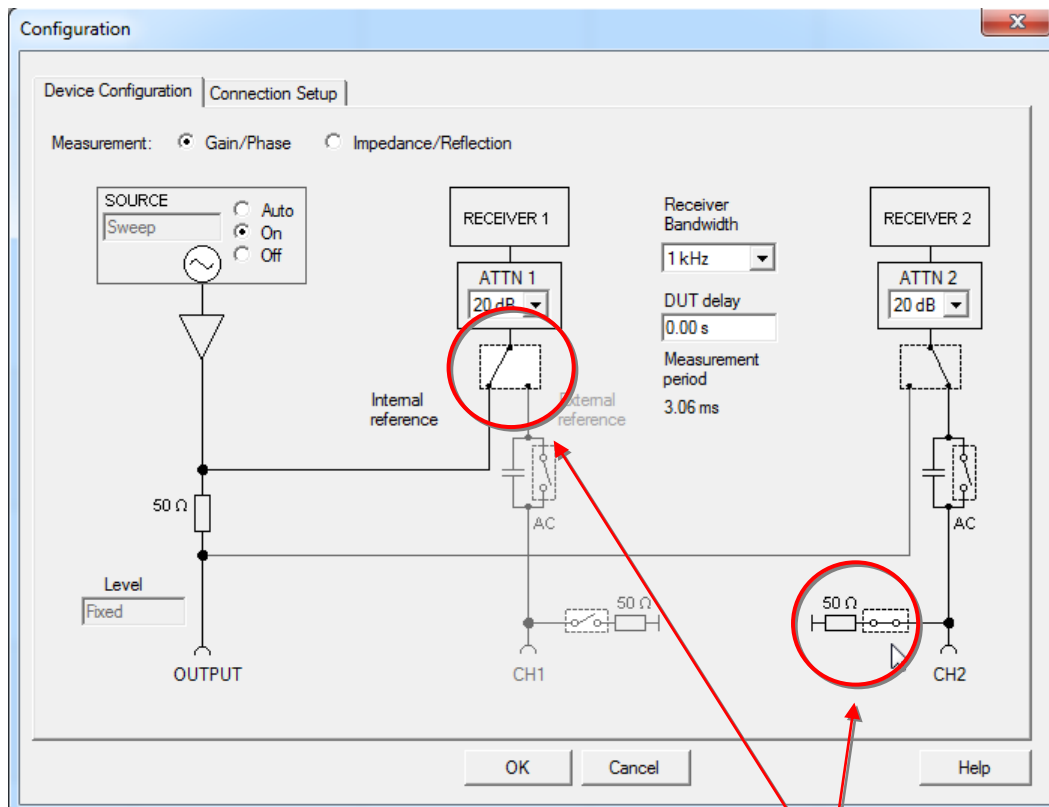 Configuration
x
Device Configuration
Connection Setup
Measurement:
Gain/Phase
Impedance/Reflection
SOURCE
Sweep
Auto
On
Off
RECEIVER 1
ATTN 1
20 dB
Receiver
Bandwidth
1 kHz
DUT delay
0.00 s
Measurement
period
3.06 ms
RECEIVER 2
ATTN 2
20 dB
Internal
reference
External
reference
50 Ω
AC
AC
Level
Fixed
50 Ω
50 Ω
OUTPUT
CH1
CH2
OK
Cancel
Help